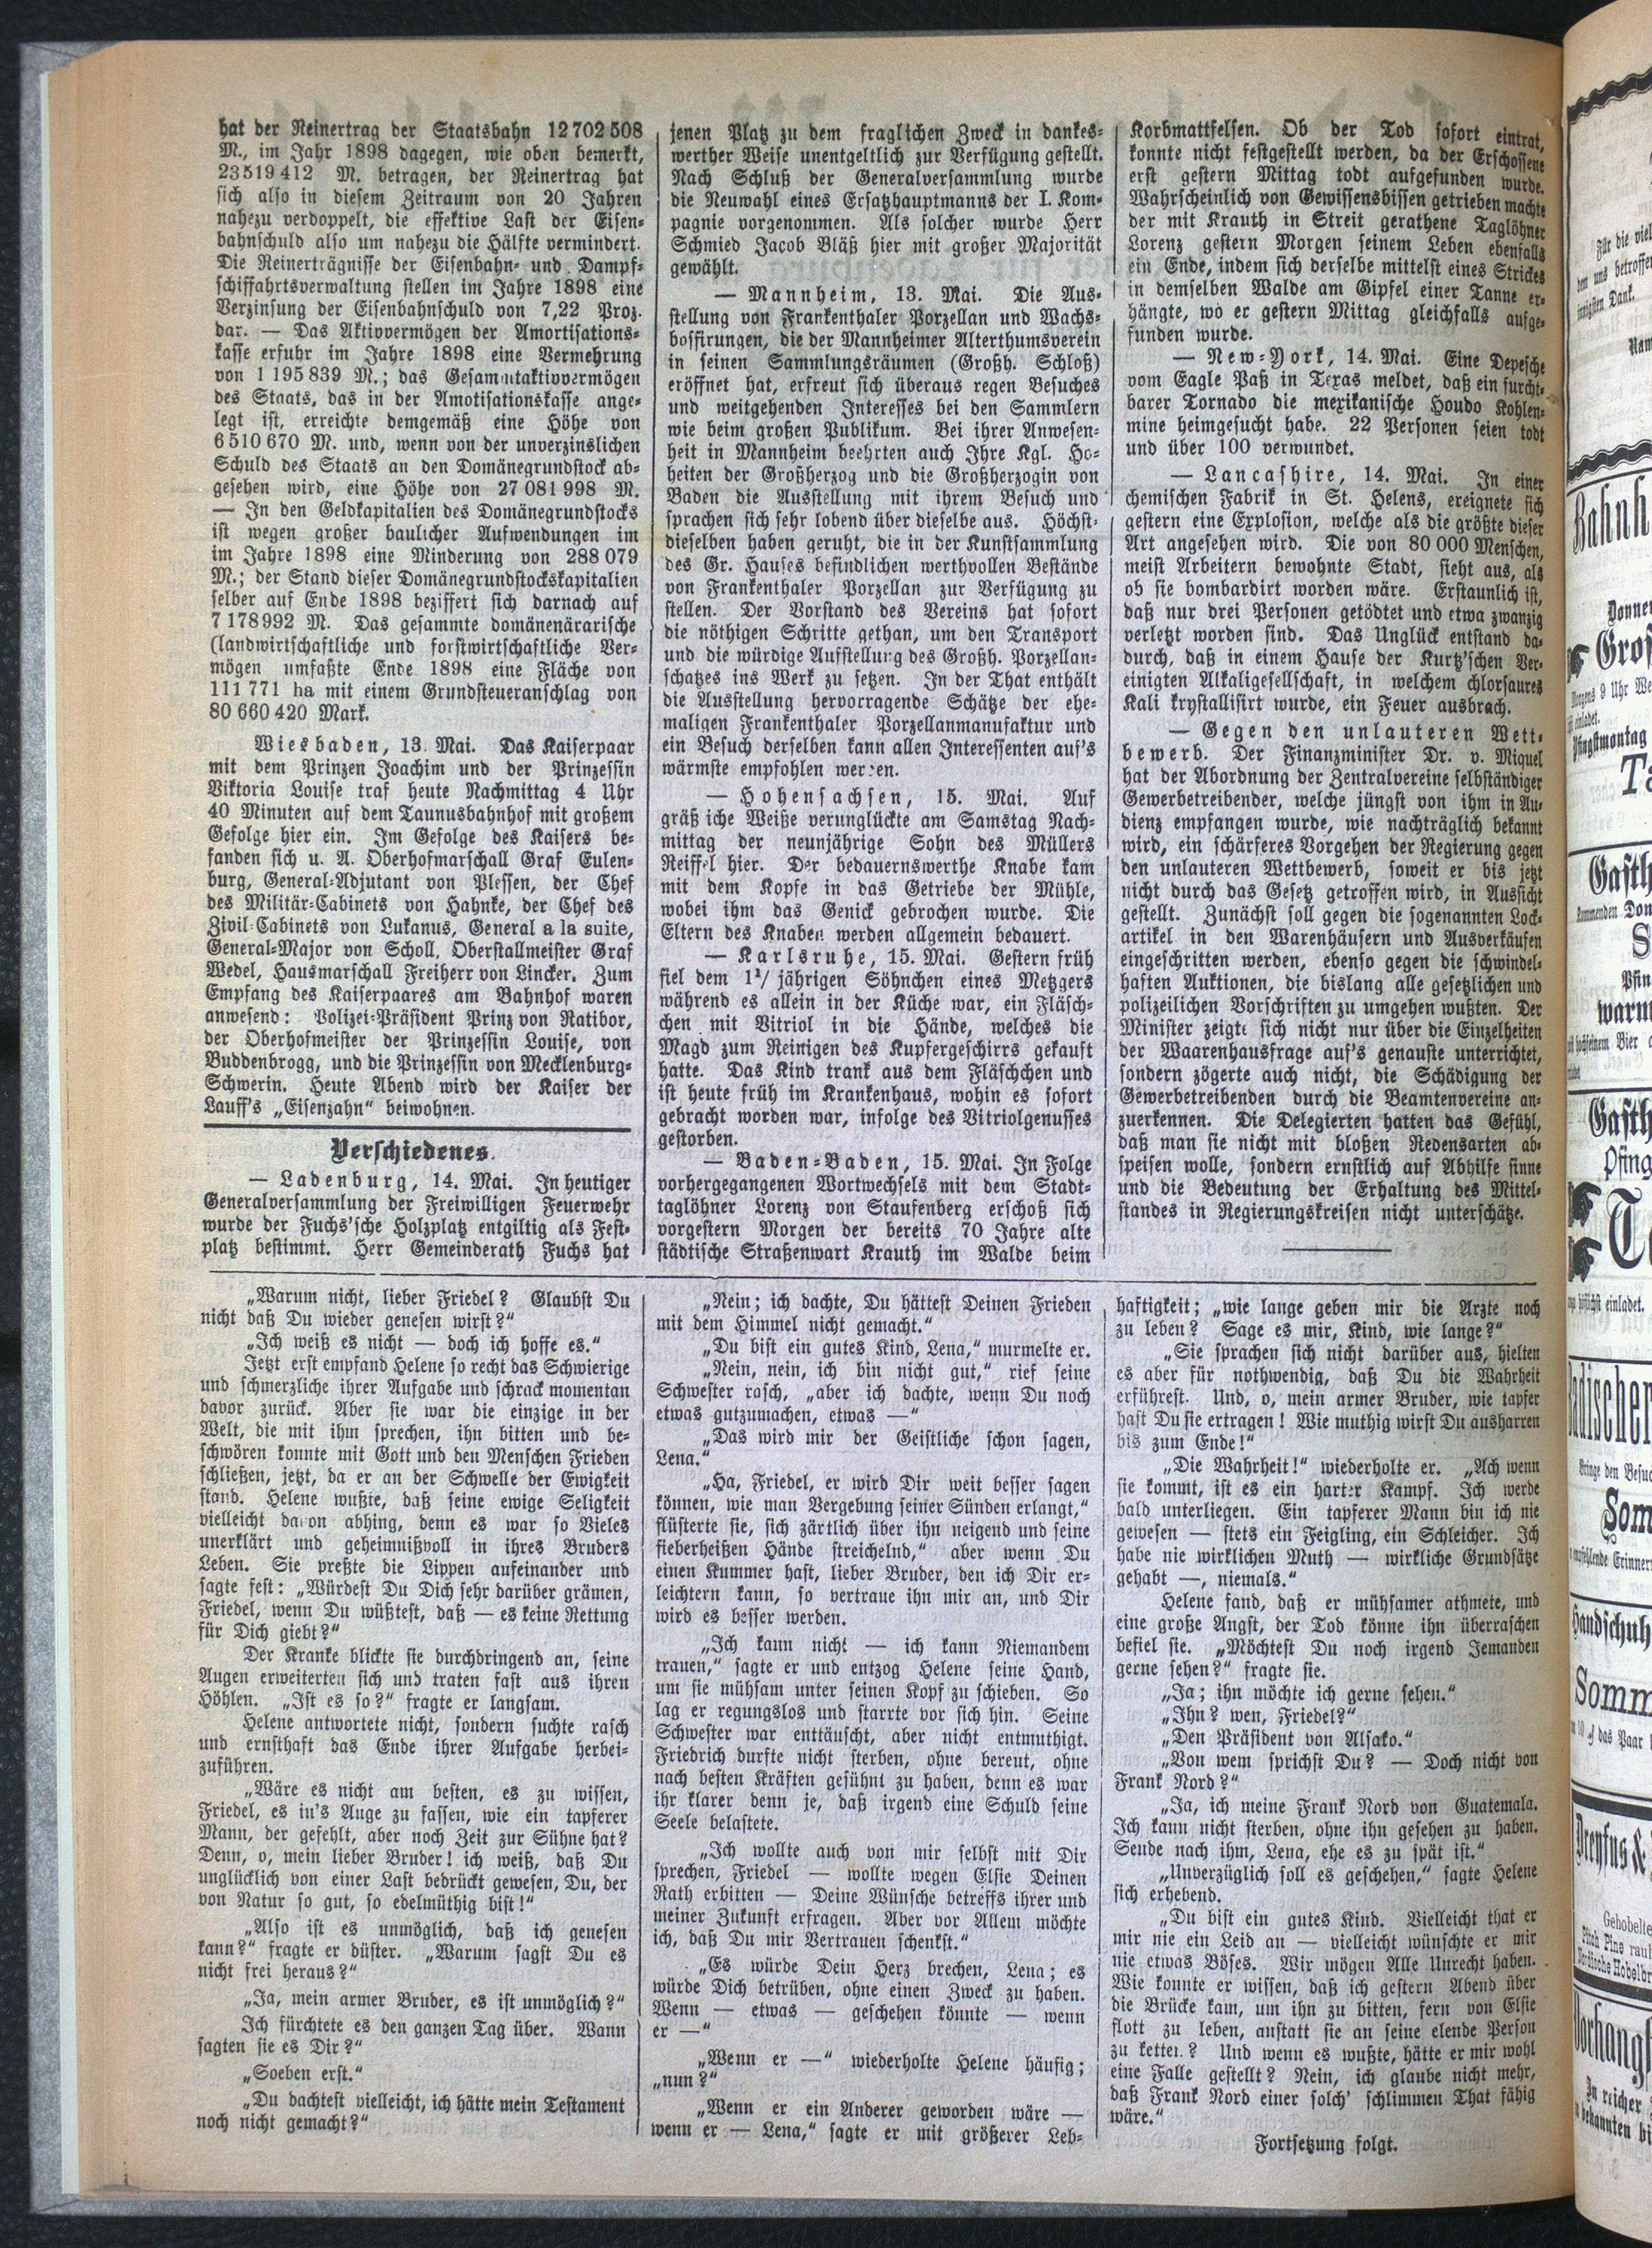 hat der Reinertrag der Staatsbahn 12 702 508
M., im Jahr 1898 dagegen, wie oben bemerkt,
23 519 412 M. betragen, der Reinertrag hat
sich also in diesem Zeitraum von 20 Jahren
nahezu verdoppelt, die effektive Last der Eisen-
bahnschuld also um nahezu die Hälfte vermindert.
Die Reinerträgnisse der Eisenbahn- und Dampf-
schiffahrtsverwaltung stellen im Jahre 1898 eine
Verzinsung der Eisenbahnschuld von 7,22 Proz.
dar. — Das Aktivvermögen der Amortisations-
kasse erfuhr im Jahre 1898 eine Vermehrung
von 1 195 839 M.; das Gesamtaktivvermögen
des Staats, das in der Amotisationskasse ange-
legt ist, erreichte demgemäß eine Höhe von
6 510 670 M. und, wenn von der unverzinslichen
Schuld des Staats an den Domänegrundstock ab-
gesehen wird, eine Höhe von 27 081 998 M.
— In den Geldkapitalien des Domänegrundstocks
ist wegen großer baulicher Aufwendungen im
im Jahre 1898 eine Minderung von 288 079
M.; der Stand dieser Domänegrundstockskapitalien
selber auf Ende 1898 beziffert sich darnach auf
7 178 992 M. Das gesammte domänenärarische
(landwirtschaftliche und forstwirtschaftliche Ver-
mögen umfaßte Ende 1898 eine Fläche von
111 771 ha mit einem Grundsteueranschlag von
80 660 420 Mark.
Wiesbaden, 13. Mai. Das Kaiserpaar
mit dem Prinzen Joachim und der Prinzessin
Viktoria Louise traf heute Nachmittag 4 Uhr
40 Minuten auf dem Taunusbahnhof mit großem
Gefolge hier ein. Im Gefolge des Kaisers be-
fanden sich u. A. Oberhofmarschall Graf Eulen-
burg, General-Adjutant von Plessen, der Chef
des Militär-Cabinets von Hahnke, der Chef des
Zivil-Cabinets von Lukanus, General a la suite,
General-Major von Scholl, Oberstallmeister Graf
Wedel, Hausmarschall Freiherr von Lincker. Zum
Empfang des Kaiserpaares am Bahnhof waren
anwesend: Polizei-Präsident Prinz von Ratibor,
der Oberhofmeister der Prinzessin Louise, von
Buddenbrogg, und die Prinzessin von Mecklenburg-
Schwerin. Heute Abend wird der Kaiser der
Lauff's „Eisenzahn“ beiwohnen.
Verschiedenes.
— Ladenburg, 14. Mai. In heutiger
Generalversammlung der Freiwilligen Feuerwehr
wurde der Fuchs'sche Holzplatz entgiltig als Fest-
platz bestimmt. Herr Gemeinderath Fuchs hat
jenen Platz zu dem fraglichen Zweck in dankes-
werther Weise unentgeltlich zur Verfügung gestellt.
Nach Schluß der Generalversammlung wurde
die Neuwahl eines Ersatzhauptmanns der I. Kom-
pagnie vorgenommen. Als solcher wurde Herr
Schmied Jacob Bläß hier mit großer Majorität
gewählt.
— Mannheim, 13. Mai. Die Aus-
stellung von Frankenthaler Porzellan und Wachs-
bossirungen, die der Mannheimer Alterthumsverein
in seinen Sammlungsräumen (Großh. Schloß)
eröffnet hat, erfreut sich überaus regen Besuches
und weitgehenden Interesses bei den Sammlern
wie beim großen Publikum. Bei ihrer Anwesen-
heit in Mannheim beehrten auch Ihre Kgl. Ho-
heiten der Großherzog und die Großherzogin von
Baden die Ausstellung mit ihrem Besuch und
sprachen sich sehr lobend über dieselbe aus. Höchst-
dieselben haben geruht, die in der Kunstsammlung
des Gr. Hauses befindlichen werthvollen Bestände
von Frankenthaler Porzellan zur Verfügung zu
stellen. Der Vorstand des Vereins hat sofort
die nöthigen Schritte gethan, um den Transport
und die würdige Aufstellung des Großh. Porzellan-
schatzes ins Werk zu setzen. In der That enthält
die Ausstellung hervorragende Schätze der ehe-
maligen Frankenthaler Porzellanmanufaktur und
ein Besuch derselben kann allen Interessenten auf's
wärmste empfohlen werden.
— Hohensachsen, 15. Mai. Auf
gräßliche Weiße verunglückte am Samstag Nach-
mittag der neunjährige Sohn des Müllers
Reiffel hier. Der bedauernswerthe Knabe kam
mit dem Kopfe in das Getriebe der Mühle,
wobei ihm das Genick gebrochen wurde. Die
Eltern des Knaben werden allgemein bedauert.
— Karlsruhe, 15. Mai. Gestern früh
fiel dem 1¹/ jährigen Söhnchen eines Metzgers
während es allein in der Küche war, ein Fläsch-
chen mit Vitriol in die Hände, welches die
Magd zum Reinigen des Kupfergeschirrs gekauft
hatte. Das Kind trank aus dem Fläschchen und
ist heute früh im Krankenhaus, wohin es sofort
gebracht worden war, infolge des Vitriolgenusses
gestorben.
— Baden-Baden, 15. Mai. In Folge
vorhergegangenen Wortwechsels mit dem Stadt-
taglöhner Lorenz von Staufenberg erschoß sich
vorgestern Morgen der bereits 70 Jahre alte
städtische Straßenwart Krauth im Walde beim
Korbmattfelsen. Ob der Tod sofort eintrat,
konnte nicht festgestellt werden, da der Erschossene
erst gestern Mittag todt aufgefunden wurde.
Wahrscheinlich von Gewissensbissen getrieben machte
der mit Krauth in Streit gerathene Taglöhner
Lorenz gestern Morgen seinem Leben ebenfalls
ein Ende, indem sich derselbe mittelst eines Strickes
in demselben Walde am Gipfel einer Tanne er-
hängte, wo er gestern Mittag gleichfalls aufge-
funden wurde.
— New-York, 14. Mai. Eine Depesche
vom Eagle Paß in Texas meldet, daß ein furcht-
barer Tornado die mexikanische Houdo Kohlen-
mine heimgesucht habe. 22 Personen seien todt
und über 100 verwundet.
— Lancashire, 14. Mai. In einer
chemischen Fabrik in St. Helens, ereignete sich
gestern eine Explosion, welche als die größte dieser
Art angesehen wird. Die von 80 000 Menschen,
meist Arbeitern bewohnte Stadt, sieht aus, als
ob sie bombardirt worden wäre. Erstaunlich ist,
daß nur drei Personen getödtet und etwa zwanzig
verletzt worden sind. Das Unglück entstand da-
durch, daß in einem Hause der Kurtz'schen Ver-
einigten Alkaligesellschaft, in welchem chlorsaures
Kali krystallisirt wurde, ein Feuer ausbrach.
— Gegen den unlauteren Wett-
bewerb. Der Finanzminister Dr. v. Miquel
hat der Abordnung der Zentralvereine selbständiger
Gewerbetreibender, welche jüngst von ihm in Au-
dienz empfangen wurde, wie nachträglich bekannt
wird, ein schärferes Vorgehen der Regierung gegen
den unlauteren Wettbewerb, soweit er bis jetzt
nicht durch das Gesetz getroffen wird, in Aussicht
gestellt. Zunächst soll gegen die sogenannten Lock-
artikel in den Warenhäusern und Ausverkäufen
eingeschritten werden, ebenso gegen die schwindel-
haften Auktionen, die bislang alle gesetzlichen und
polizeilichen Vorschriften zu umgehen wußten. Der
Minister zeigte sich nicht nur über die Einzelheiten
der Waarenhausfrage auf's genauste unterrichtet,
sondern zögerte auch nicht, die Schädigung der
Gewerbetreibenden durch die Beamtenvereine an-
zuerkennen. Die Delegierten hatten das Gefühl,
daß man sie nicht mit bloßen Redensarten ab-
speisen wolle, sondern ernstlich auf Abhilfe sinne
und die Bedeutung der Erhaltung des Mittel-
standes in Regierungskreisen nicht unterschätze.
„Warum nicht, lieber Friedel? Glaubst Du
nicht daß Du wieder genesen wirst?“
„Ich weiß es nicht — doch ich hoffe es.“
Jetzt erst empfand Helene so recht das Schwierige
und schmerzliche ihrer Aufgabe und schrack momentan
davor zurück. Aber sie war die einzige in der
Welt, die mit ihm sprechen, ihn bitten und be-
schwören konnte mit Gott und den Menschen Frieden
schließen, jetzt, da er an der Schwelle der Ewigkeit
stand. Helene wußte, daß seine ewige Seligkeit
vielleicht davon abhing, denn es war so Vieles
unerklärt und geheimnißvoll in ihres Bruders
Leben. Sie preßte die Lippen aufeinander und
sagte fest: „Würdest Du Dich sehr darüber grämen,
Friedel, wenn Du wüßtest, daß — es keine Rettung
für Dich giebt?“
Der Kranke blickte sie durchdringend an, seine
Augen erweiterten sich und traten fast aus ihren
Höhlen. „Ist es so?“ fragte er langsam.
Helene antwortete nicht, sondern suchte rasch
und ernsthaft das Ende ihrer Aufgabe herbei-
zuführen.
„Wäre es nicht am besten, es zu wissen,
Friedel, es in's Auge zu fassen, wie ein tapferer
Mann, der gefehlt, aber noch Zeit zur Sühne hat?
Denn, o, mein lieber Bruder! ich weiß, daß Du
unglücklich von einer Last bedrückt gewesen, Du, der
von Natur so gut, so edelmüthig bist!“
„Also ist es unmöglich, daß ich genesen
kann?“ fragte er düster. „Warum sagst Du es
nicht frei heraus?“
„Ja, mein armer Bruder, es ist unmöglich?“
Ich fürchtete es den ganzen Tag über. Wann
sagten sie es Dir?“
„Soeben erst.“
„Du dachtest vielleicht, ich hätte mein Testament
noch nicht gemacht?“
„Nein; ich dachte, Du hättest Deinen Frieden
mit dem Himmel nicht gemacht.“
„Du bist ein gutes Kind, Lena,“ murmelte er.
„Nein, nein, ich bin nicht gut,“ rief seine
Schwester rasch, „aber ich dachte, wenn Du noch
etwas gutzumachen, etwas —“
„Das wird mir der Geistliche schon sagen,
Lena.“
„Ha, Friedel, er wird Dir weit besser sagen
können, wie man Vergebung seiner Sünden erlangt,“
flüsterte sie, sich zärtlich über ihn neigend und seine
fieberheißen Hände streichelnd,“ aber wenn Du
einen Kummer hast, lieber Bruder, den ich Dir er-
leichtern kann, so vertraue ihn mir an, und Dir
wird es besser werden.
„Ich kann nicht — ich kann Niemandem
trauen,“ sagte er und entzog Helene seine Hand,
um sie mühsam unter seinen Kopf zu schieben. So
lag er regungslos und starrte vor sich hin. Seine
Schwester war enttäuscht, aber nicht entmuthigt.
Friedrich durfte nicht sterben, ohne bereut, ohne
nach besten Kräften gesühnt zu haben, denn es war
ihr klarer denn je, daß irgend eine Schuld seine
Seele belastete.
„Ich wollte auch von mir selbst mit Dir
sprechen, Friedel — wollte wegen Elsie Deinen
Rath erbitten — Deine Wünsche betreffs ihrer und
meiner Zukunft erfragen. Aber vor Allem möchte
ich, daß Du mir Vertrauen schenkst.“
„Es würde Dein Herz brechen, Lena; es
würde Dich betrüben, ohne einen Zweck zu haben.
Wenn — etwas — geschehen könnte — wenn
er —“
„Wenn er —“ wiederholte Helene häufig;
„nun?“
„Wenn er ein Anderer geworden wäre —
wenn er — Lena,“ sagte er mit größerer Leb-
haftigkeit; „wie lange geben mir die Arzte noch
zu leben? Sage es mir, Kind, wie lange?“
„Sie sprachen sich nicht darüber aus, hielten
es aber für nothwendig, daß Du die Wahrheit
erführest. Und, o, mein armer Bruder, wie tapfer
hast Du sie ertragen! Wie muthig wirst Du ausharren
bis zum Ende!“
„Die Wahrheit!“ wiederholte er. „Ach wenn
sie kommt, ist es ein harter Kampf. Ich werde
bald unterliegen. Ein tapferer Mann bin ich nie
gewesen — stets ein Feigling, ein Schleicher. Ich
habe nie wirklichen Muth — wirkliche Grundsätze
gehabt —, niemals.“
Helene fand, daß er mühsamer athmete, und
eine große Angst, der Tod könne ihn überraschen
befiel sie. „Möchtest Du noch irgend Jemanden
gerne sehen?“ fragte sie.
„Ja; ihn möchte ich gerne sehen.“
„Ihn? wen, Friedel?“
„Den Präsident von Alsako.“
„Von wem sprichst Du? — Doch nicht von
Frank Nord?“
„Ja, ich meine Frank Nord von Guatemala.
Ich kann nicht sterben, ohne ihn gesehen zu haben.
Sende nach ihm, Lena, ehe es zu spät ist.“
„Unverzüglich soll es geschehen,“ sagte Helene
sich erhebend.
„Du bist ein gutes Kind. Vielleicht that er
mir nie ein Leid an — vielleicht wünschte er mir
nie etwas Böses. Wir mögen Alle Unrecht haben.
Wie konnte er wissen, daß ich gestern Abend über
die Brücke kam, um ihn zu bitten, fern von Elsie
flott zu leben, anstatt sie an seine elende Person
zu ketten? Und wenn es wußte, hätte er mir wohl
eine Falle gestellt? Nein, ich glaube nicht mehr,
daß Frank Nord einer solch' schlimmen That fähig
wäre.“
Fortsetzung folgt.